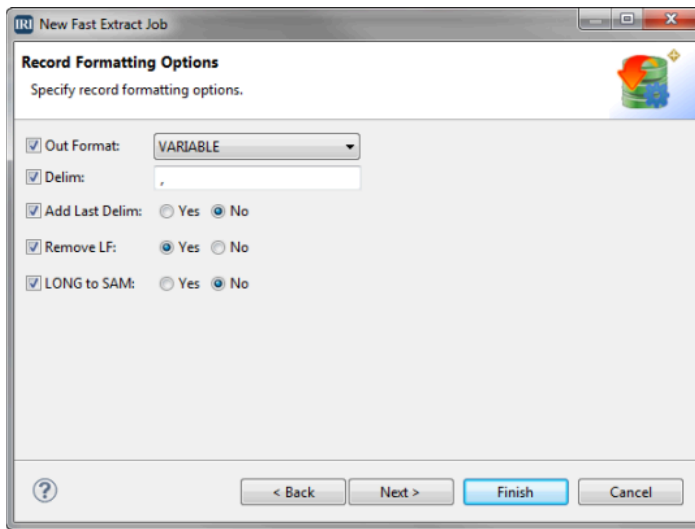 IRI New Fast Extract Job
Record Formatting Options
Specify record formatting options.
Out Format: VARIABLE
Delim: ,
Add Last Delim: Yes No
Remove LF: Yes No
LONG to SAM: Yes No
? < Back Next > Finish Cancel